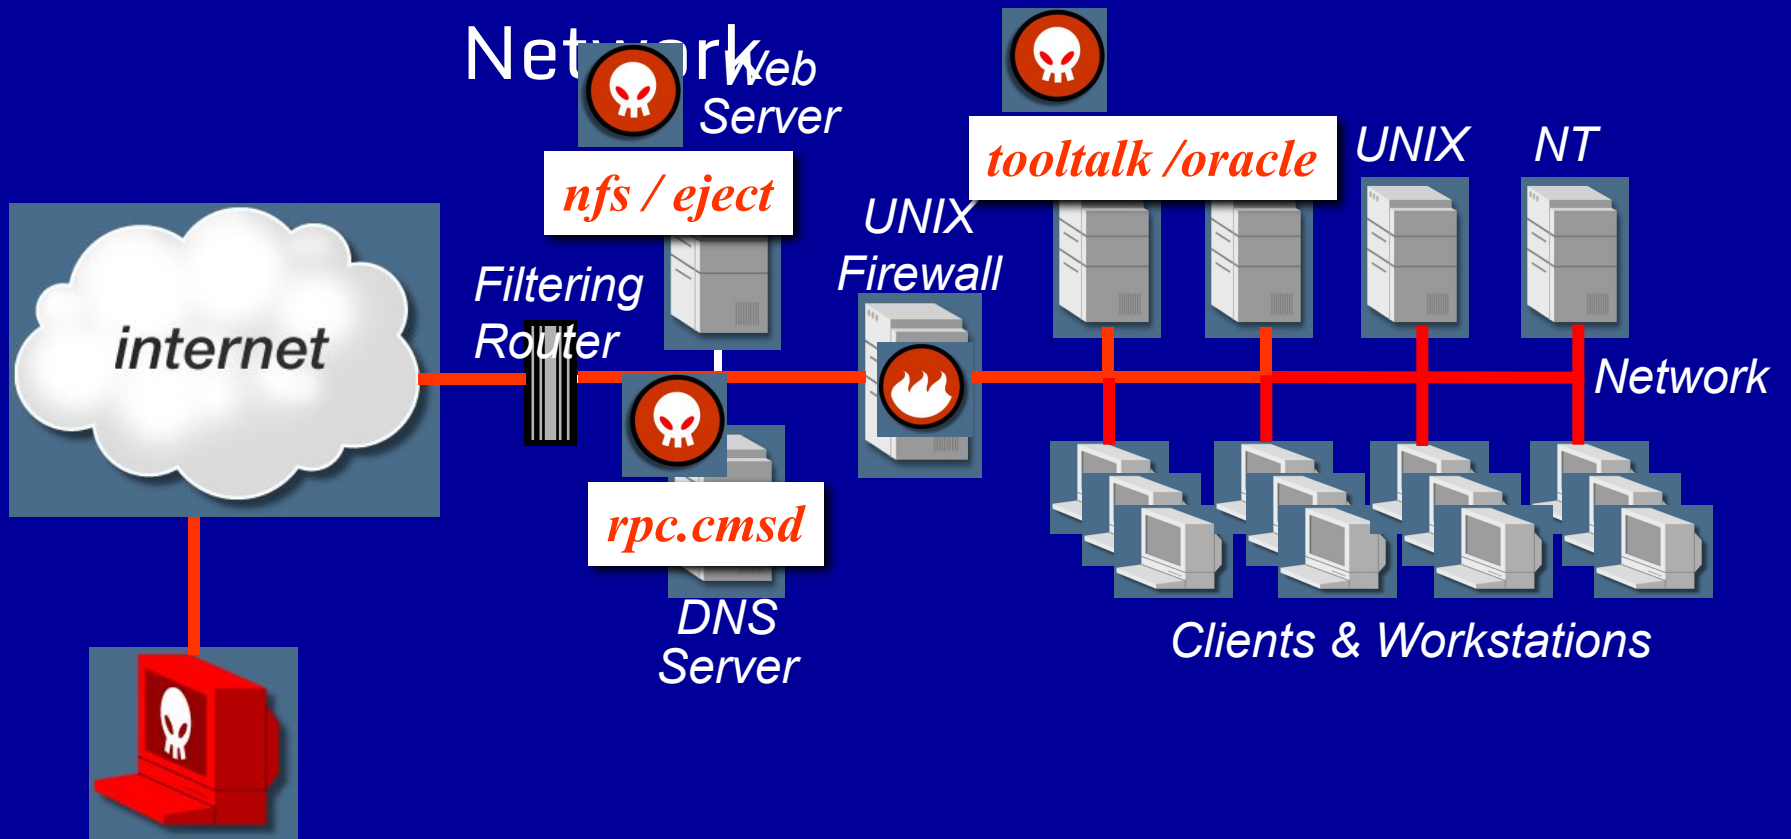 Network
Web
Server
nfs / eject
tooltalk /oracle
UNIX
NT
UNIX
Firewall
Filtering
Router
internet
Network
rpc.cmsd
DNS
Server
Clients & Workstations